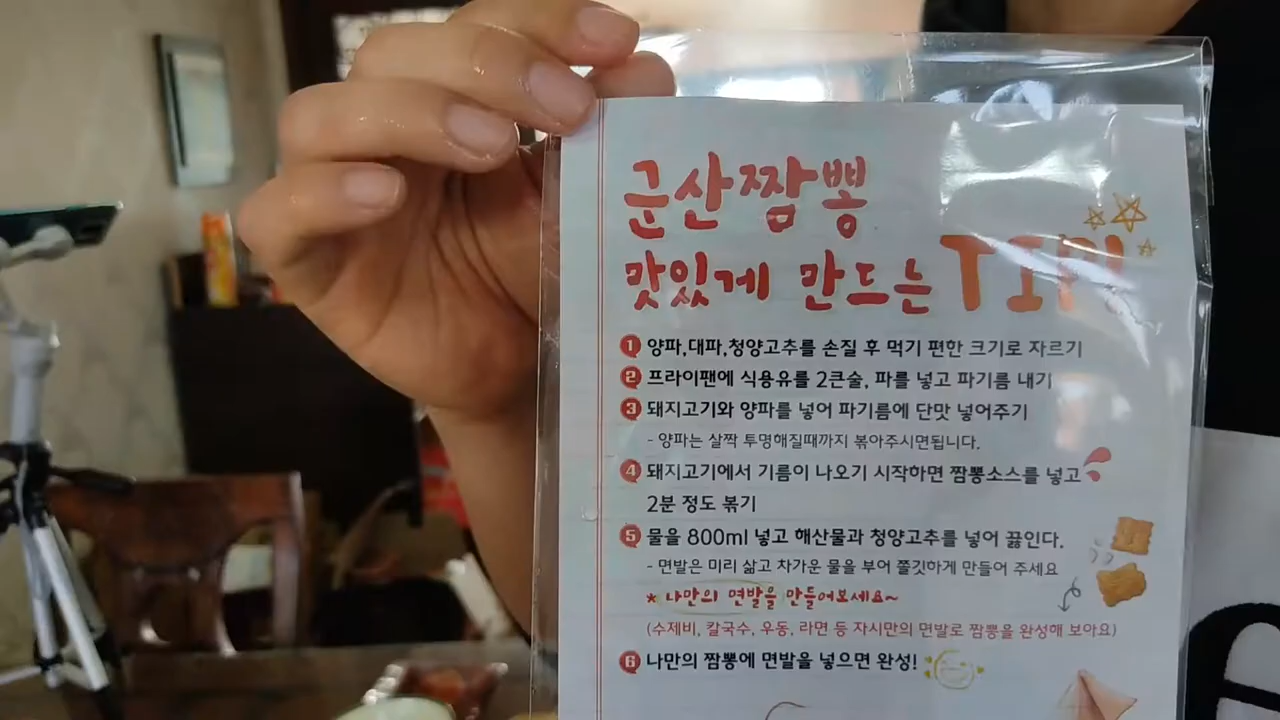 군산짬뽕
맛있게 만드는 TIP!
1 양파,대파,청양고추를 손질 후 먹기 편한 크기로 자르기
2 프라이팬에 식용유를 2큰술, 파를 넣고 파기름 내기
3 돼지고기와 양파를 넣어 파기름에 단맛 넣어주기
- 양파는 살짝 투명해질때까지 볶아주시면됩니다.
4 돼지고기에서 기름이 나오기 시작하면 짬뽕소스를 넣고
2분 정도 볶기
5 물을 800ml 넣고 해산물과 청양고추를 넣어 끓인다.
- 면발은 미리 삶고 차가운 물을 부어 쫄깃하게 만들어 주세요
* 나만의 면발을 만들어보세요~
(수제비, 칼국수, 우동, 라면 등 자시만의 면발로 짬뽕을 완성해 보아요)
6 나만의 짬뽕에 면발을 넣으면 완성!